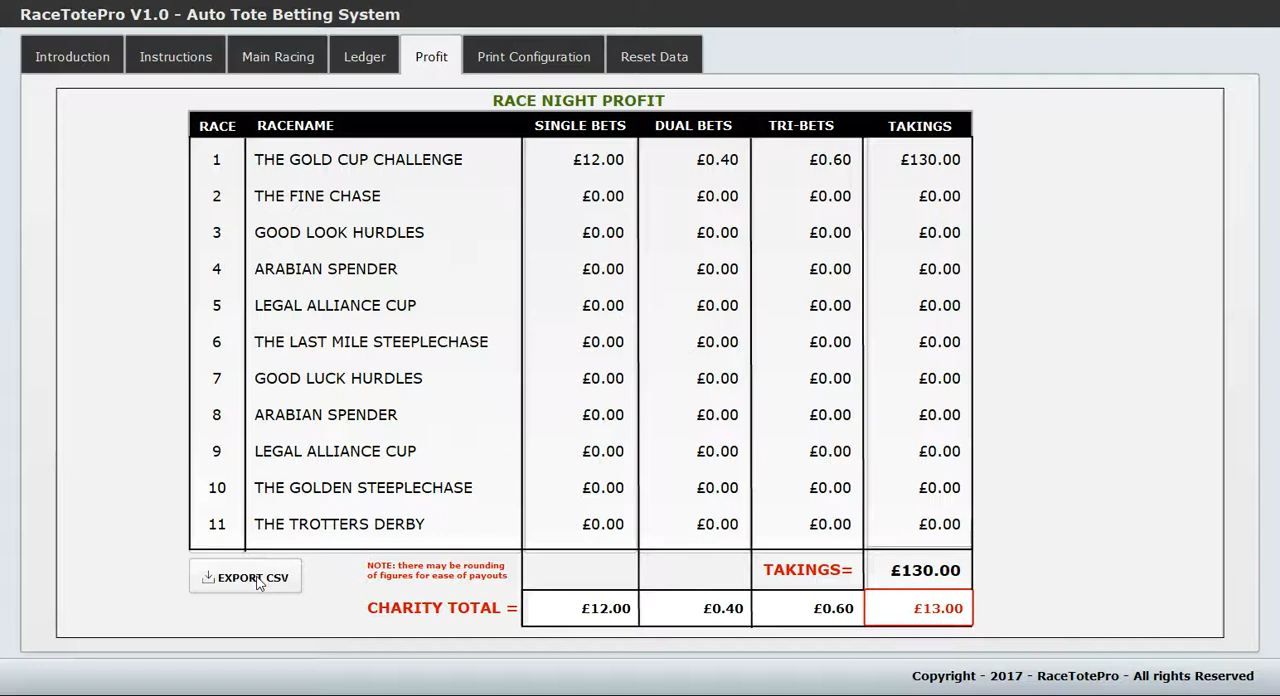 RaceTotePro V1.0 - Auto Tote Betting System
Introduction Instructions Main Racing Ledger Profit Print Configuration Reset Data
RACE NIGHT PROFIT
RACE RACENAME SINGLE BETS DUAL BETS TRI-BETS TAKINGS
1 THE GOLD CUP CHALLENGE £12.00 £0.40 £0.60 £130.00
2 THE FINE CHASE £0.00 £0.00 £0.00 £0.00
3 GOOD LOOK HURDLES £0.00 £0.00 £0.00 £0.00
4 ARABIAN SPENDER £0.00 £0.00 £0.00 £0.00
5 LEGAL ALLIANCE CUP £0.00 £0.00 £0.00 £0.00
6 THE LAST MILE STEEPLECHASE £0.00 £0.00 £0.00 £0.00
7 GOOD LUCK HURDLES £0.00 £0.00 £0.00 £0.00
8 ARABIAN SPENDER £0.00 £0.00 £0.00 £0.00
9 LEGAL ALLIANCE CUP £0.00 £0.00 £0.00 £0.00
10 THE GOLDEN STEEPLECHASE £0.00 £0.00 £0.00 £0.00
11 THE TROTTERS DERBY £0.00 £0.00 £0.00 £0.00
EXPORT CSV
NOTE: there may be rounding
of figures for ease of payouts
TAKINGS= £130.00
CHARITY TOTAL = £12.00 £0.40 £0.60 £13.00
Copyright - 2017 - RaceTotePro - All rights Reserved